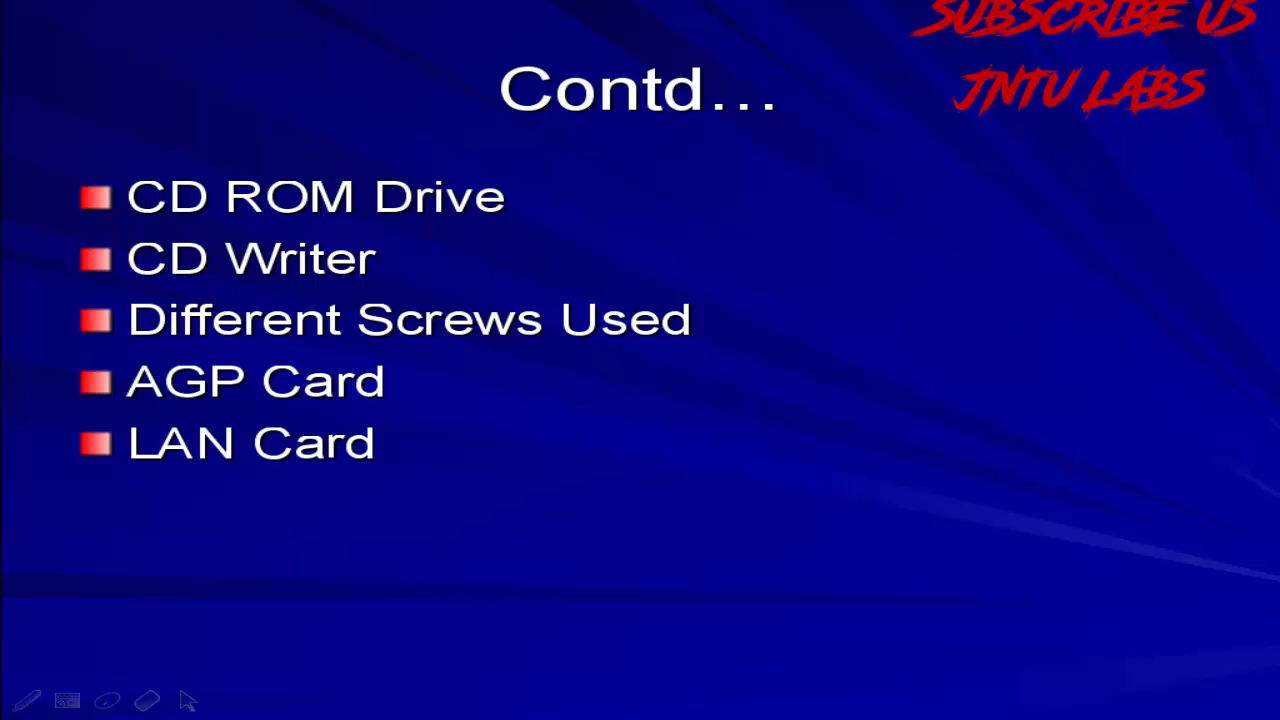 SUBSCRIBE US
JNTU LABS
Contd...
CD ROM Drive
CD Writer
Different Screws Used
AGP Card
LAN Card